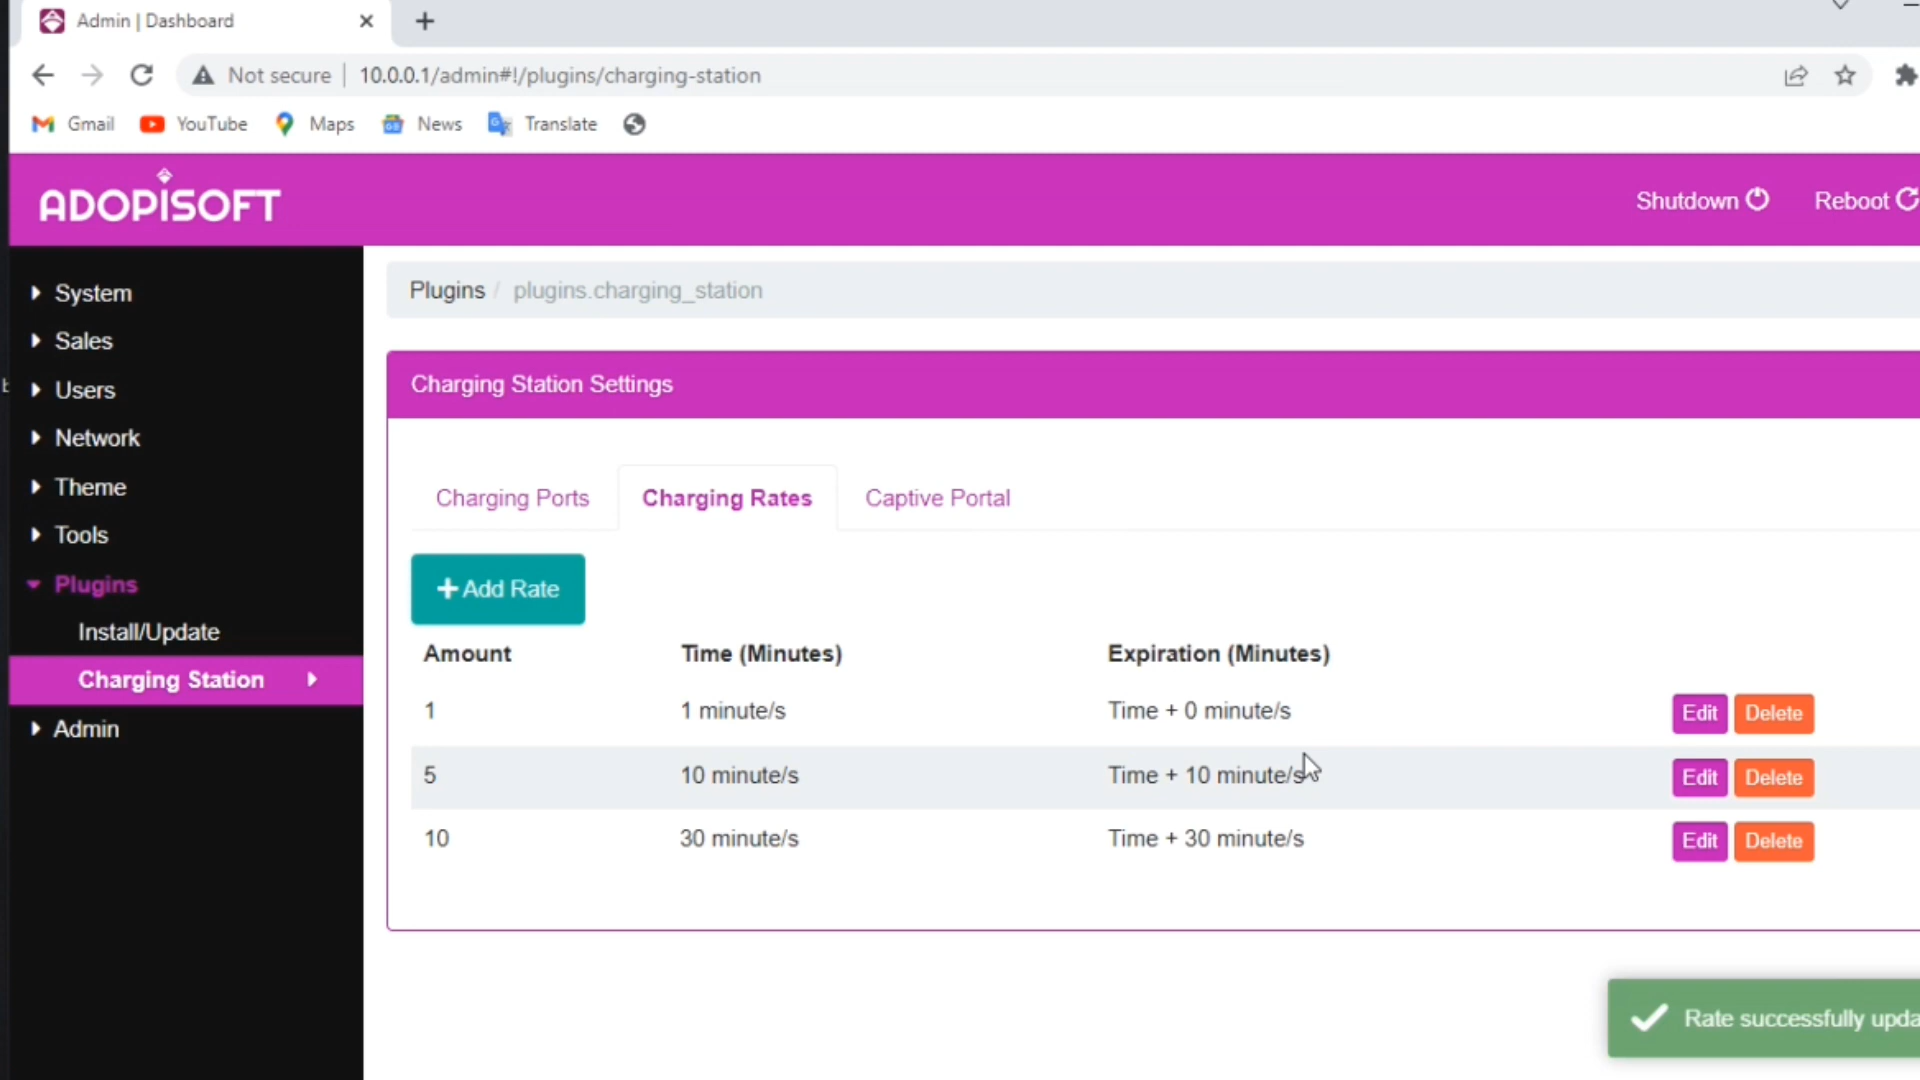 Admin | Dashboard
Not secure
10.0.0.1/admin#!/plugins/charging-station
Gmail
YouTube
Maps
News
Translate
ADOPISOFT
Shutdown
Reboot
System
Sales
Users
Network
Theme
Tools
Plugins
Install/Update
Charging Station
Admin
Plugins / plugins.charging_station
Charging Station Settings
Charging Ports
Charging Rates
Captive Portal
+ Add Rate
Amount Time (Minutes) Expiration (Minutes)
1 1 minute/s Time + 0 minute/s Edit Delete
5 10 minute/s Time + 10 minute/s Edit Delete
10 30 minute/s Time + 30 minute/s Edit Delete
Rate successfully upda